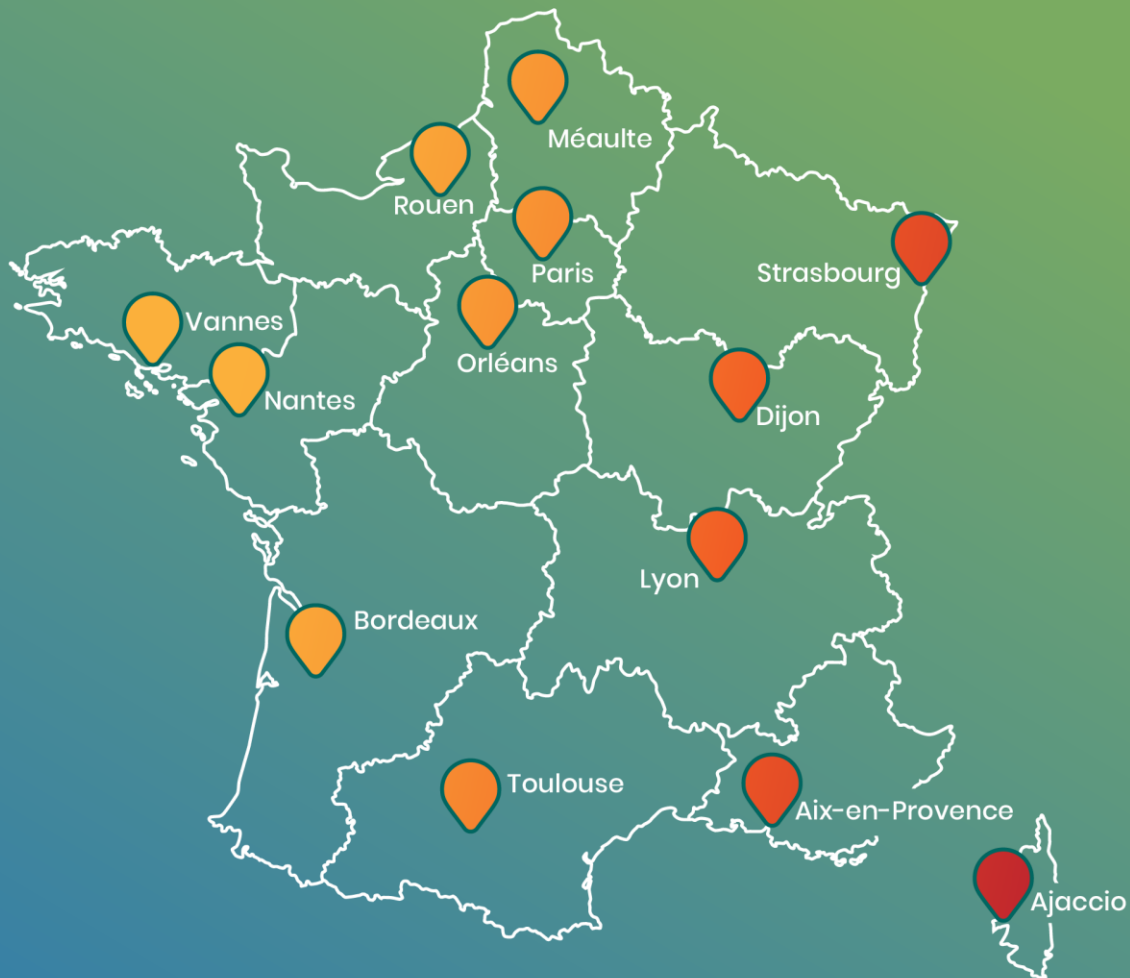 Méaulte
Rouen
Paris
Strasbourg
Vannes
Orléans
Nantes
Dijon
Lyon
Bordeaux
Toulouse
Aix-en-Provence
Ajaccio